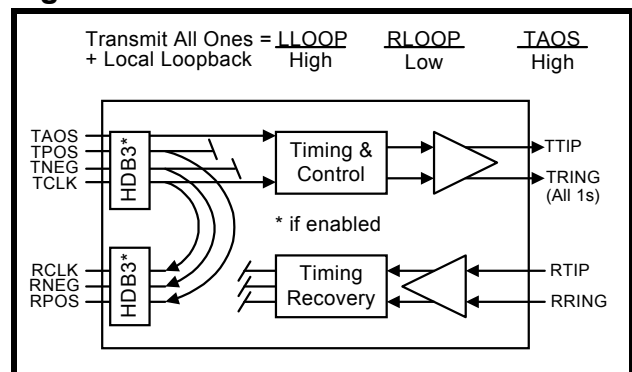 Transmit All Ones = LLOOP RLOOP TAOS
+ Local Loopback High Low High
TAOS
TPOS
TNEG
TCLK
HDB3*
Timing &
Control
TTIP
TRING
(All 1s)
* if enabled
RCLK
RNEG
RPOS
HDB3*
Timing
Recovery
RTIP
RRING